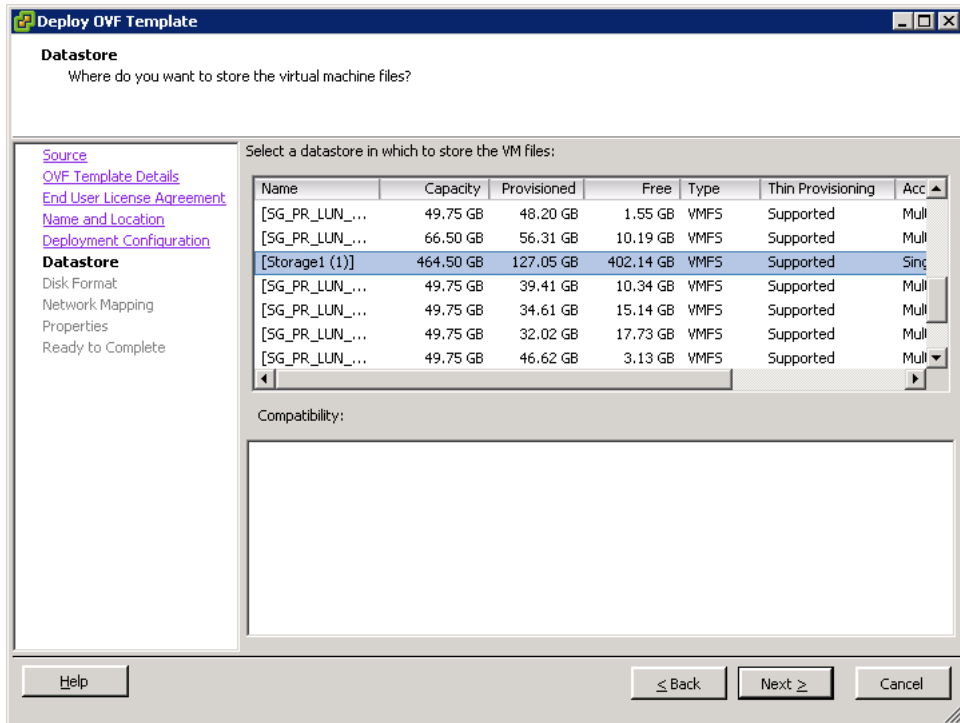 Deploy OVF Template
Datastore
Where do you want to store the virtual machine files?
Source
OVF Template Details
End User License Agreement
Name and Location
Deployment Configuration
Datastore
Disk Format
Network Mapping
Properties
Ready to Complete
Select a datastore in which to store the VM files:
Name Capacity Provisioned Free Type Thin Provisioning Acc
[SG_PR_LUN_... 49.75 GB 48.20 GB 1.55 GB VMFS Supported Mul
[SG_PR_LUN_... 66.50 GB 56.31 GB 10.19 GB VMFS Supported Mul
[Storage1 (1)] 464.50 GB 127.05 GB 402.14 GB VMFS Supported Sing
[SG_PR_LUN_... 49.75 GB 39.41 GB 10.34 GB VMFS Supported Mul
[SG_PR_LUN_... 49.75 GB 34.61 GB 15.14 GB VMFS Supported Mul
[SG_PR_LUN_... 49.75 GB 32.02 GB 17.73 GB VMFS Supported Mul
[SG_PR_LUN_... 49.75 GB 46.62 GB 3.13 GB VMFS Supported Mul
Compatibility:
Help
< Back
Next >
Cancel